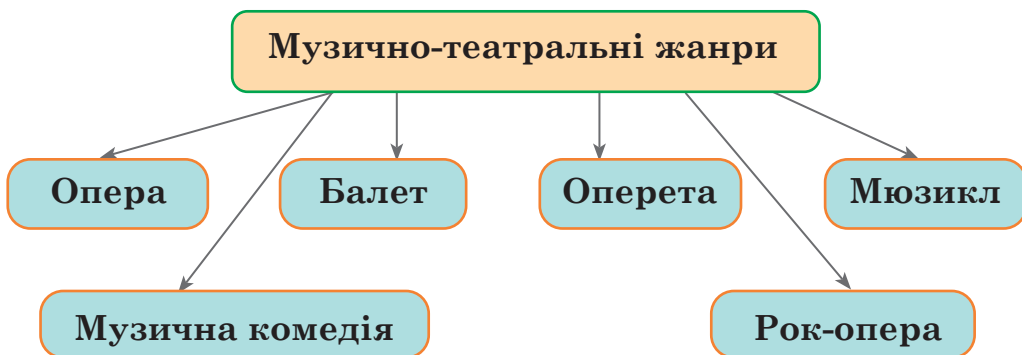 Музично-театральні жанри
Опера
Балет
Оперета
Мюзикл
Музична комедія
Рок-опера